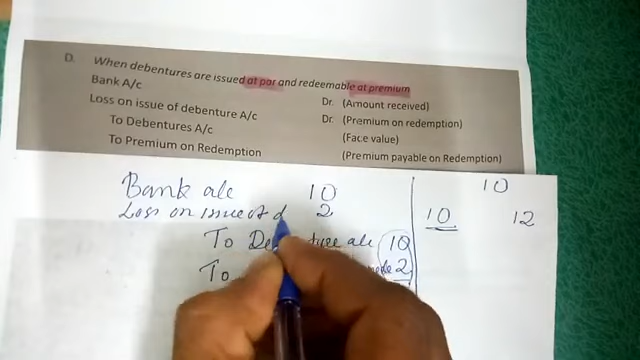 D. When debentures are issued at par and redeemable at premium
Bank A/c Dr. (Amount received)
Loss on issue of debenture A/c Dr. (Premium on redemption)
To Debentures A/c (Face value)
To Premium on Redemption (Premium payable on Redemption)
Bank a/c 10
Loss on issue of d 2
To 10
To 2
10
10 12